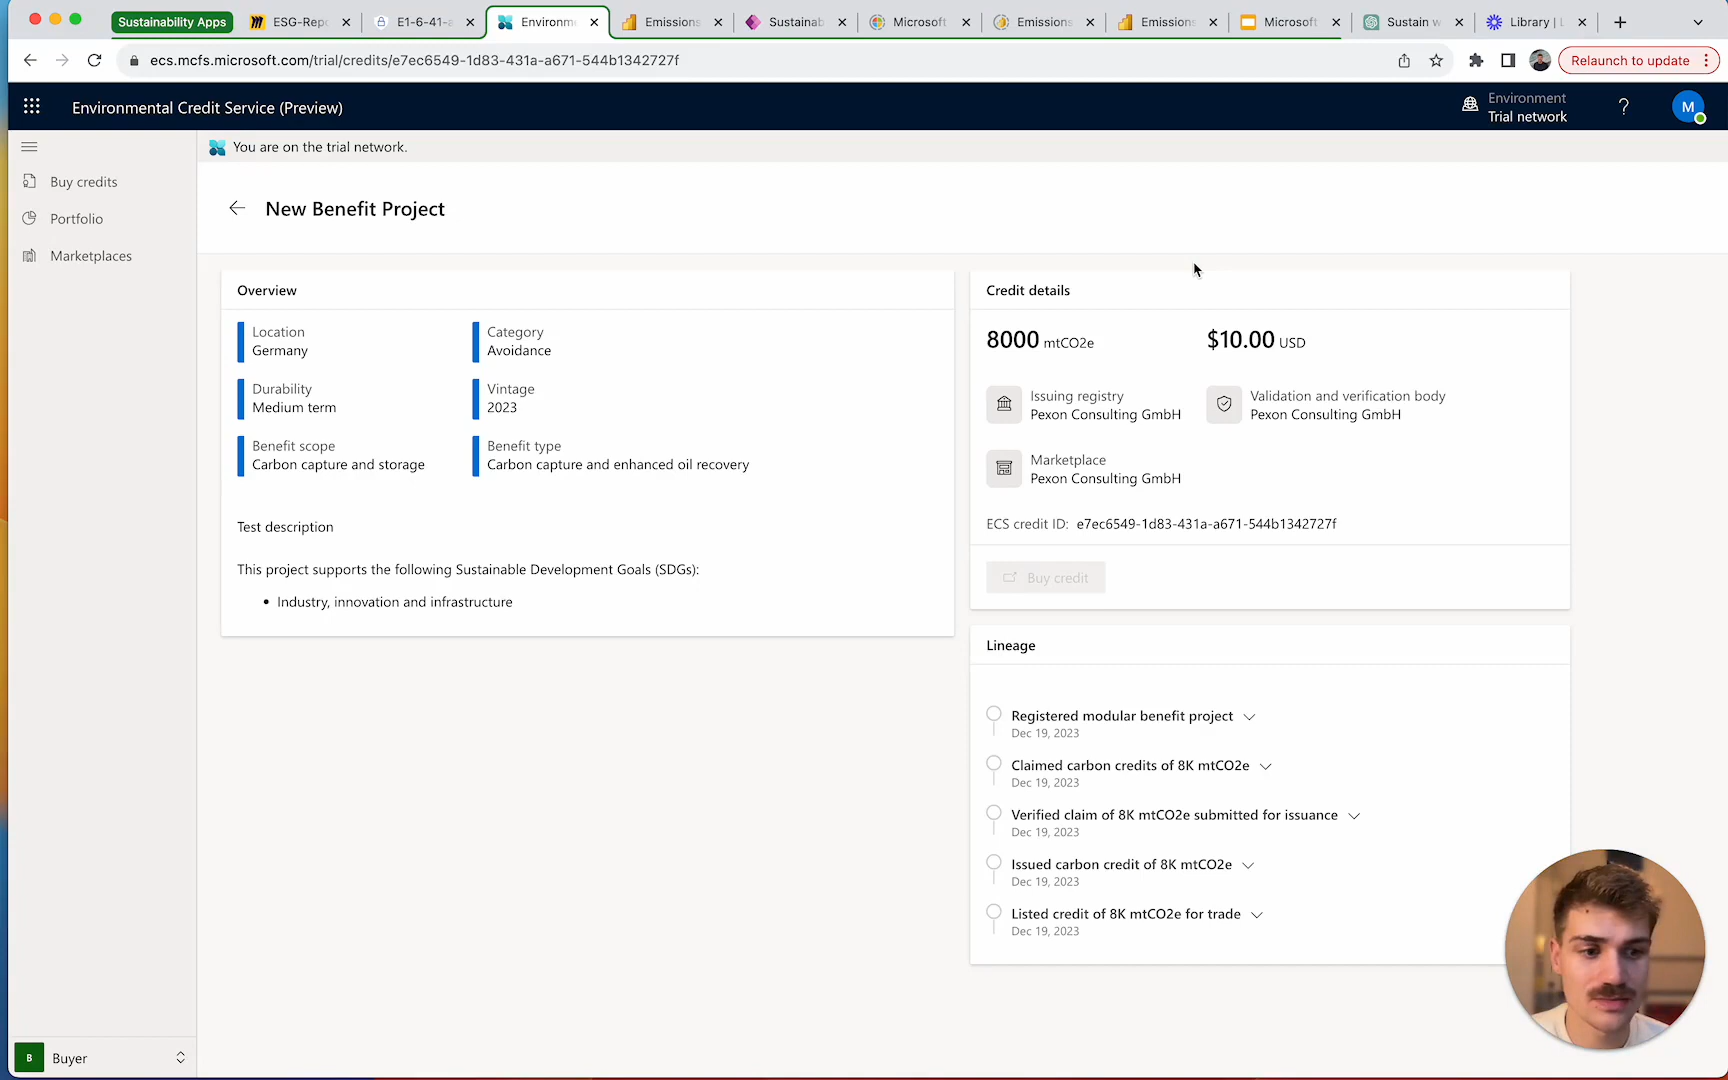 Sustainability Apps
ESG-Rep
E1-6-41-
Environm
Emissions
Sustainab
Microsoft
Emissions
Emissions
Microsoft
Sustain w
Library |
ecs.mcfs.microsoft.com/trial/credits/e7ec6549-1d83-431a-a671-544b1342727f
Relaunch to update
Environmental Credit Service (Preview)
Environment
Trial network
?
M
You are on the trial network.
Buy credits
Portfolio
Marketplaces
New Benefit Project
Overview
Location
Germany
Category
Avoidance
Durability
Medium term
Vintage
2023
Benefit scope
Carbon capture and storage
Benefit type
Carbon capture and enhanced oil recovery
Test description
This project supports the following Sustainable Development Goals (SDGs):
• Industry, innovation and infrastructure
Credit details
8000 mtCO2e
$10.00 USD
Issuing registry
Pexon Consulting GmbH
Validation and verification body
Pexon Consulting GmbH
Marketplace
Pexon Consulting GmbH
ECS credit ID: e7ec6549-1d83-431a-a671-544b1342727f
Buy credit
Lineage
Registered modular benefit project
Dec 19, 2023
Claimed carbon credits of 8K mtCO2e
Dec 19, 2023
Verified claim of 8K mtCO2e submitted for issuance
Dec 19, 2023
Issued carbon credit of 8K mtCO2e
Dec 19, 2023
Listed credit of 8K mtCO2e for trade
Dec 19, 2023
B
Buyer